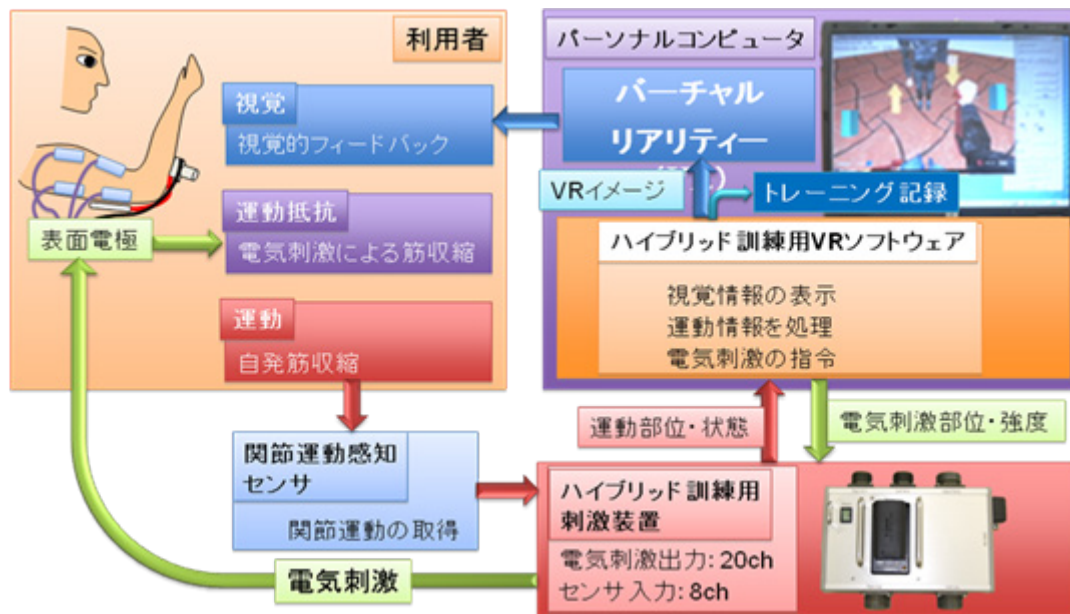 利用者
視覚
視覚的フィードバック
運動抵抗
電気刺激による筋収縮
表面電極
運動
自発筋収縮
パーソナルコンピュータ
バーチャル
リアリティー
VRイメージ
トレーニング記録
ハイブリッド訓練用VRソフトウェア
視覚情報の表示
運動情報を処理
電気刺激の指令
運動部位・状態
電気刺激部位・強度
関節運動感知
センサ
関節運動の取得
ハイブリッド訓練用
刺激装置
電気刺激出力: 20ch
センサ入力: 8ch
電気刺激